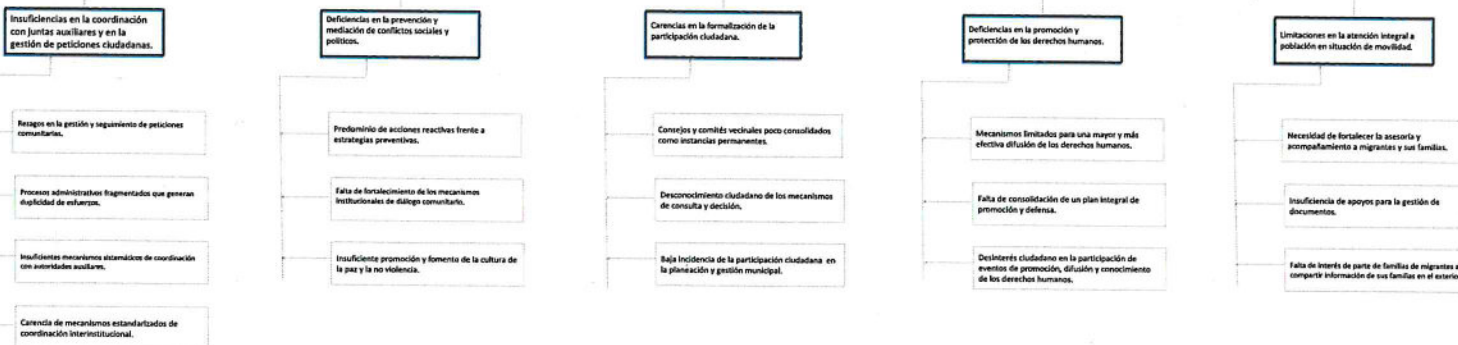 Insuficiencias en la coordinación
con juntas auxiliares y en la
gestión de peticiones ciudadanas.
Rezagos en la gestión y seguimiento de peticiones
comunitarias.
Procesos administrativos fragmentados que generan
duplicidad de esfuerzos.
Insuficientes mecanismos sistemáticos de coordinación
con autoridades auxiliares.
Carencia de mecanismos estandarizados de
coordinación interinstitucional.
Deficiencias en la prevención y
mediación de conflictos sociales y
políticos.
Predominio de acciones reactivas frente a
estrategias preventivas.
Falta de fortalecimiento de los mecanismos
institucionales de diálogo comunitario.
Insuficiente promoción y fomento de la cultura de
la paz y la no violencia.
Carencias en la formalización de la
participación ciudadana.
Consejos y comités vecinales poco consolidados
como instancias permanentes.
Desconocimiento ciudadano de los mecanismos
de consulta y decisión.
Baja incidencia de la participación ciudadana en
la planeación y gestión municipal.
Deficiencias en la promoción y
protección de los derechos humanos.
Mecanismos limitados para una mayor y más
efectiva difusión de los derechos humanos.
Falta de consolidación de un plan integral de
promoción y defensa.
Desinterés ciudadano en la participación de
eventos de promoción, difusión y conocimiento
de los derechos humanos.
Limitaciones en la atención integral a
población en situación de movilidad.
Necesidad de fortalecer la asesoría y
acompañamiento a migrantes y sus familias.
Insuficiencia de apoyos para la gestión de
documentos.
Falta de interés de parte de familias de migrantes a
compartir información de sus familias en el exterio